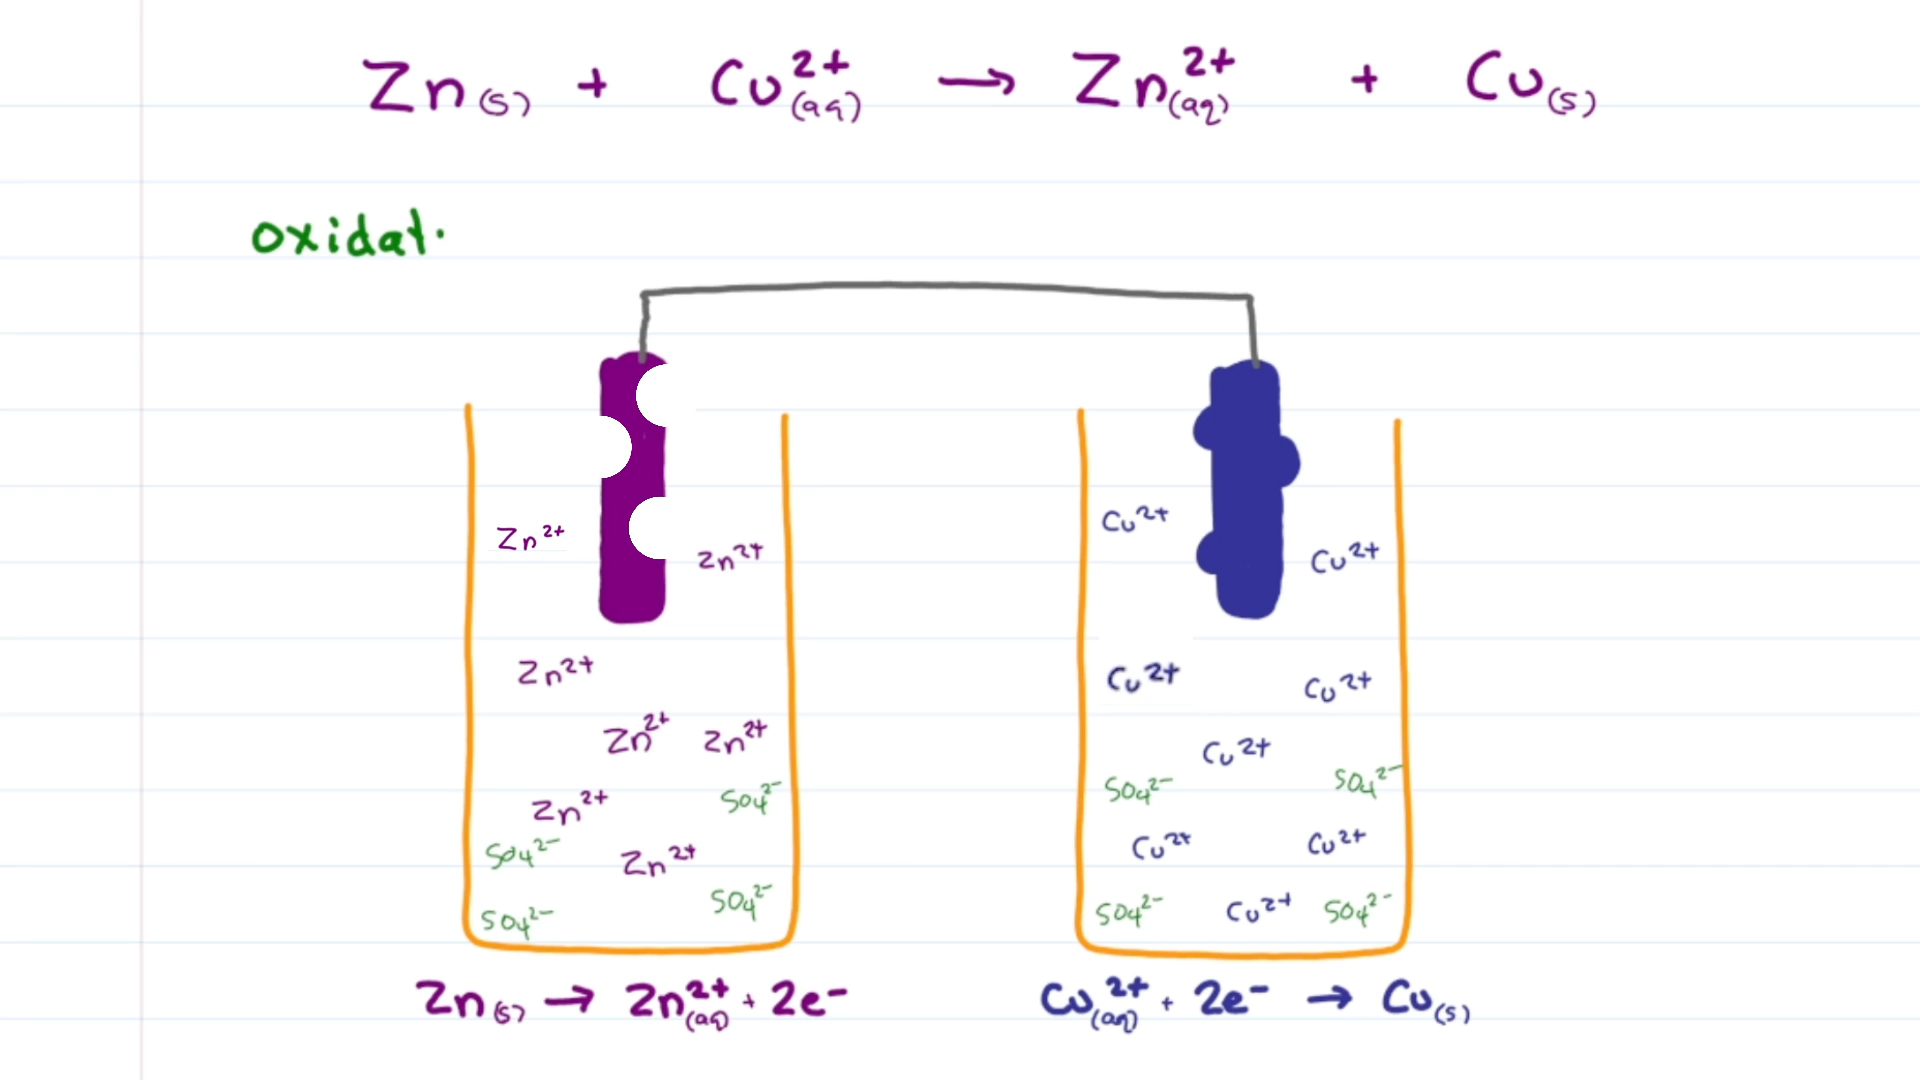 Zn(s) + Cu²⁺(aq) → Zn²⁺(aq) + Cu(s)
oxidat.
Zn²⁺
Zn²⁺
Zn²⁺
Zn²⁺
Zn²⁺
Zn²⁺
SO₄²⁻
SO₄²⁻
Zn²⁺
SO₄²⁻
SO₄²⁻
Cu²⁺
Cu²⁺
Cu²⁺
Cu²⁺
Cu²⁺
SO₄²⁻
SO₄²⁻
Cu²⁺
Cu²⁺
SO₄²⁻
Cu²⁺
SO₄²⁻
Zn(s) → Zn²⁺(aq) + 2e⁻
Cu²⁺(aq) + 2e⁻ → Cu(s)